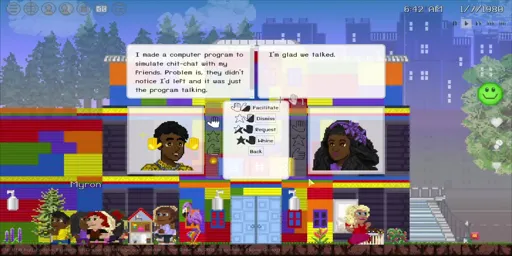 6:42 AM 1/7/1980
I made a computer program to
simulate chit-chat with my
friends. Problem is, they didn't
notice I'd left and it was just
the program talking.
I'm glad we talked.
Facilitate
Dismiss
Request
Whine
Back
Myron